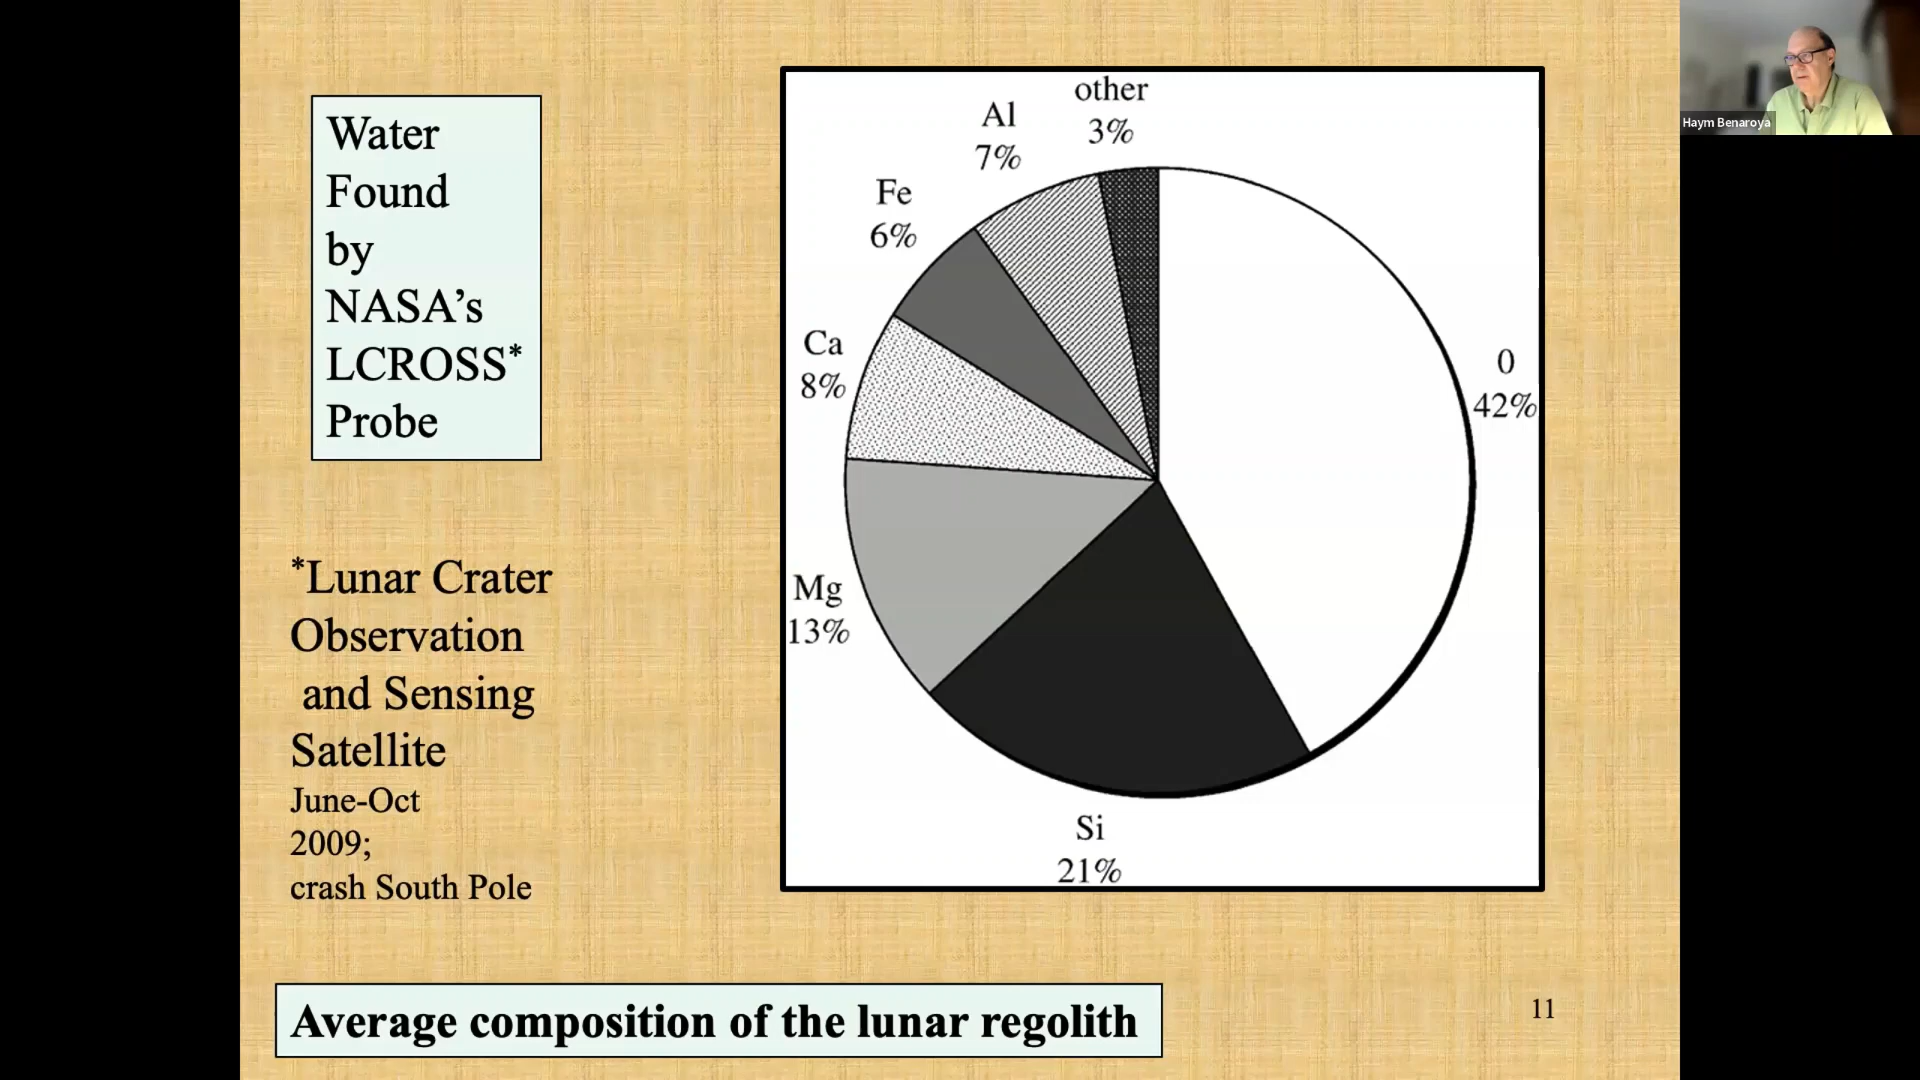 Water
Found
by
NASA’s
LCROSS*
Probe
*Lunar Crater
Observation
and Sensing
Satellite
June-Oct
2009;
crash South Pole
other
3%
Al
7%
Fe
6%
Ca
8%
Mg
13%
Si
21%
0
42%
Average composition of the lunar regolith
11
Haym Benaroya